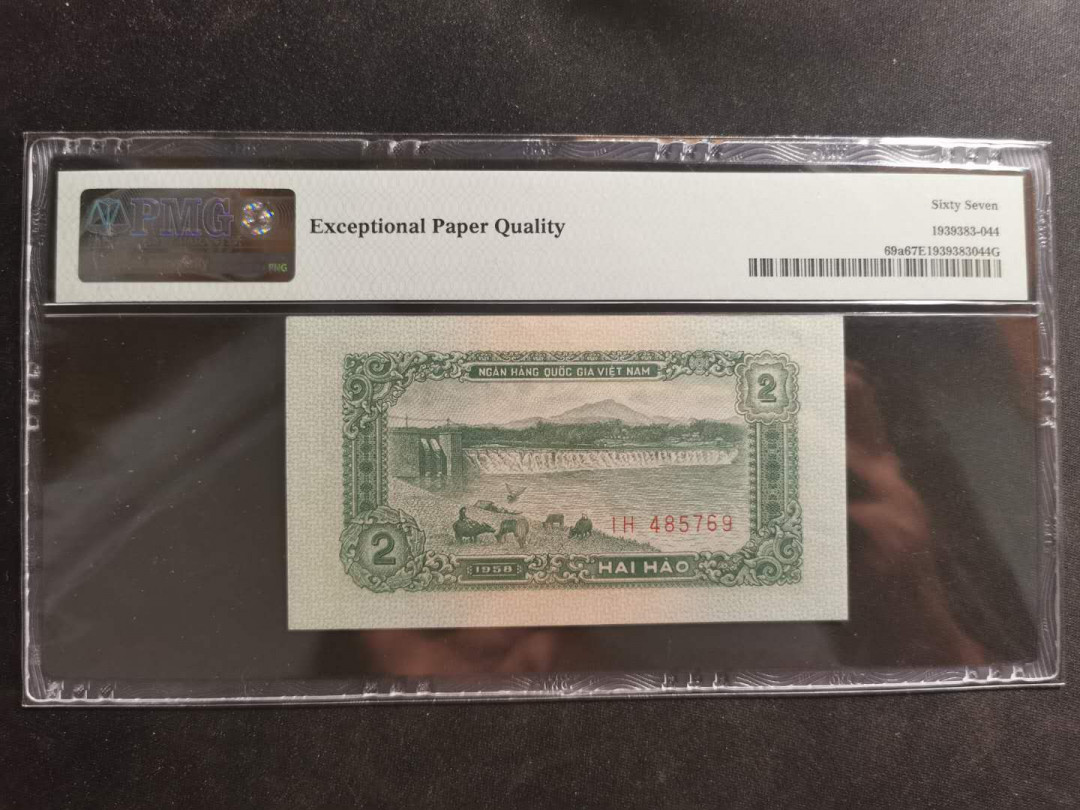 PMG
PMG
Exceptional Paper Quality
Sixty Seven
1939383-044
69a67E1939383044G
NGÂN HÀNG QUỐC GIA VIỆT NAM
2
IH 485769
2
1958
HAI HÀO